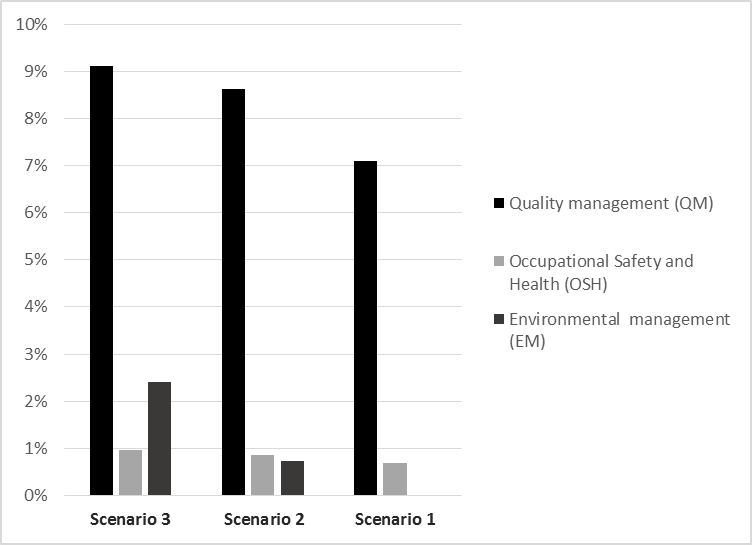 10%
9%
8%
7%
6%
5%
4%
3%
2%
1%
0%
Scenario 3
Scenario 2
Scenario 1
Quality management (QM)
Occupational Safety and
Health (OSH)
Environmental management
(EM)